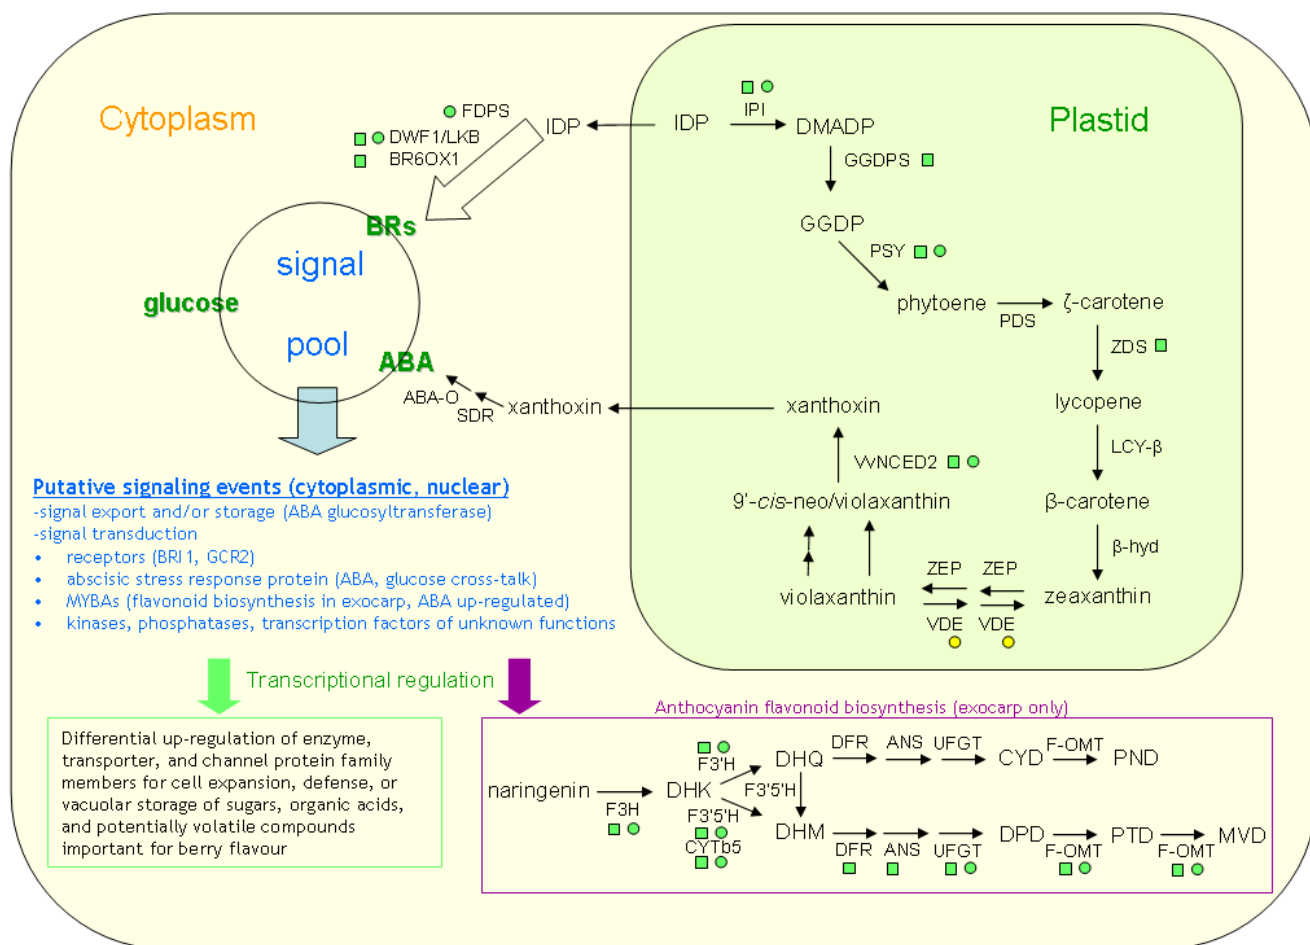 Cytoplasm
Plastid
FDPS
DWF1/LKB
BR6OX1
IDP
IDP
IPI
DMADP
GGDPS
GGDP
PSY
phytoene
PDS
ζ-carotene
ZDS
lycopene
LCY-β
β-carotene
β-hyd
zeaxanthin
ZEP
ZEP
VDE
VDE
violaxanthin
9'-cis-neo/violaxanthin
VvNCED2
xanthoxin
xanthoxin
SDR
ABA-O
BRs
signal
glucose
pool
ABA
Putative signaling events (cytoplasmic, nuclear)
-signal export and/or storage (ABA glucosyltransferase)
-signal transduction
• receptors (BRI1, GCR2)
• abscisic stress response protein (ABA, glucose cross-talk)
• MYBAs (flavonoid biosynthesis in exocarp, ABA up-regulated)
• kinases, phosphatases, transcription factors of unknown functions
Transcriptional regulation
Differential up-regulation of enzyme,
transporter, and channel protein family
members for cell expansion, defense, or
vacuolar storage of sugars, organic acids,
and potentially volatile compounds
important for berry flavour
Anthocyanin flavonoid biosynthesis (exocarp only)
naringenin
F3H
DHK
F3'H
F3'5'H
CYTb5
DHQ
F3'5'H
DHM
DFR
ANS
UFGT
CYD
F-OMT
PND
DFR
ANS
UFGT
DPD
F-OMT
PTD
F-OMT
MVD